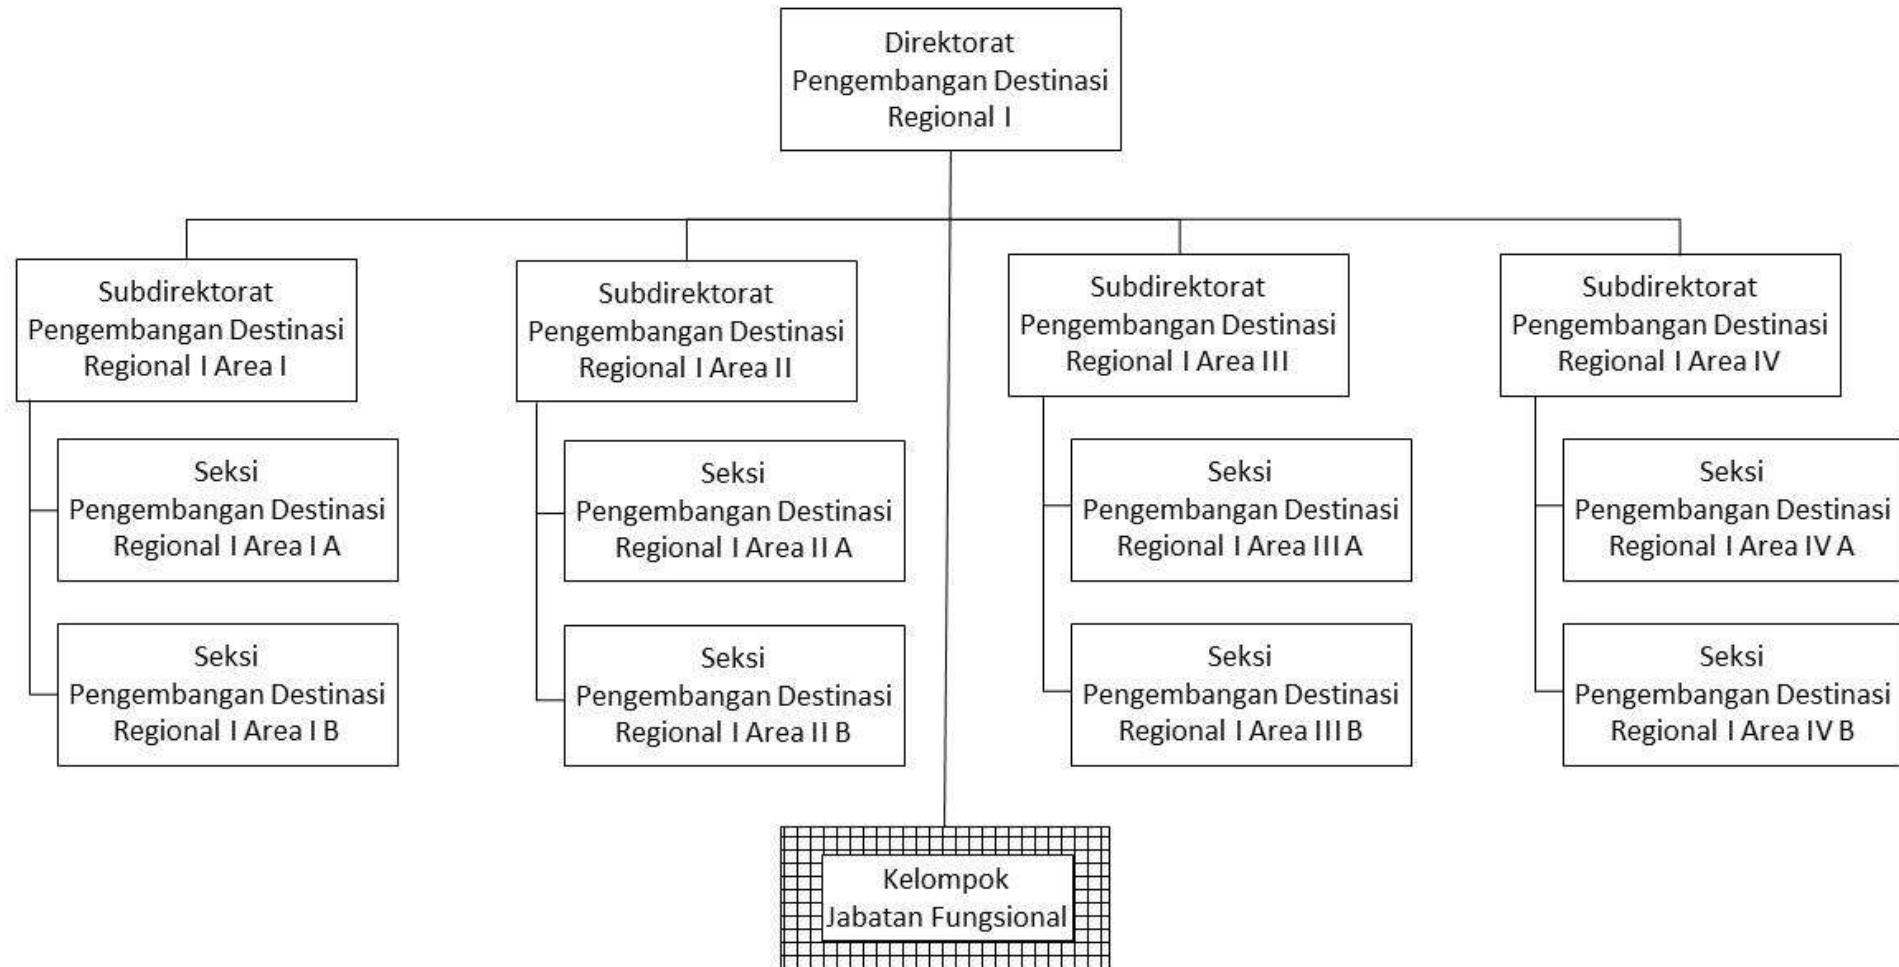 Direktorat
Pengembangan Destinasi
Regional I
Subdirektorat
Pengembangan Destinasi
Regional I Area I
Subdirektorat
Pengembangan Destinasi
Regional I Area II
Subdirektorat
Pengembangan Destinasi
Regional I Area III
Subdirektorat
Pengembangan Destinasi
Regional I Area IV
Seksi
Pengembangan Destinasi
Regional I Area I A
Seksi
Pengembangan Destinasi
Regional I Area II A
Seksi
Pengembangan Destinasi
Regional I Area III A
Seksi
Pengembangan Destinasi
Regional I Area IV A
Seksi
Pengembangan Destinasi
Regional I Area I B
Seksi
Pengembangan Destinasi
Regional I Area II B
Seksi
Pengembangan Destinasi
Regional I Area III B
Seksi
Pengembangan Destinasi
Regional I Area IV B
Kelompok
Jabatan Fungsional